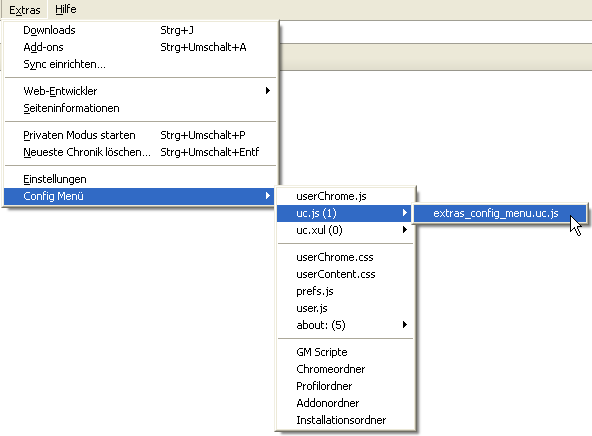 Extras Hilfe
Downloads Strg+J
Add-ons Strg+Umschalt+A
Sync einrichten...
Web-Entwickler
Seiteninformationen
Privaten Modus starten Strg+Umschalt+P
Neueste Chronik löschen... Strg+Umschalt+Entf
Einstellungen
Config Menü
userChrome.js
uc.js (1)
extras_config_menu.uc.js
uc.xul (0)
userChrome.css
userContent.css
prefs.js
user.js
about: (5)
GM Scripte
Chromeordner
Profilordner
Addonordner
Installationsordner